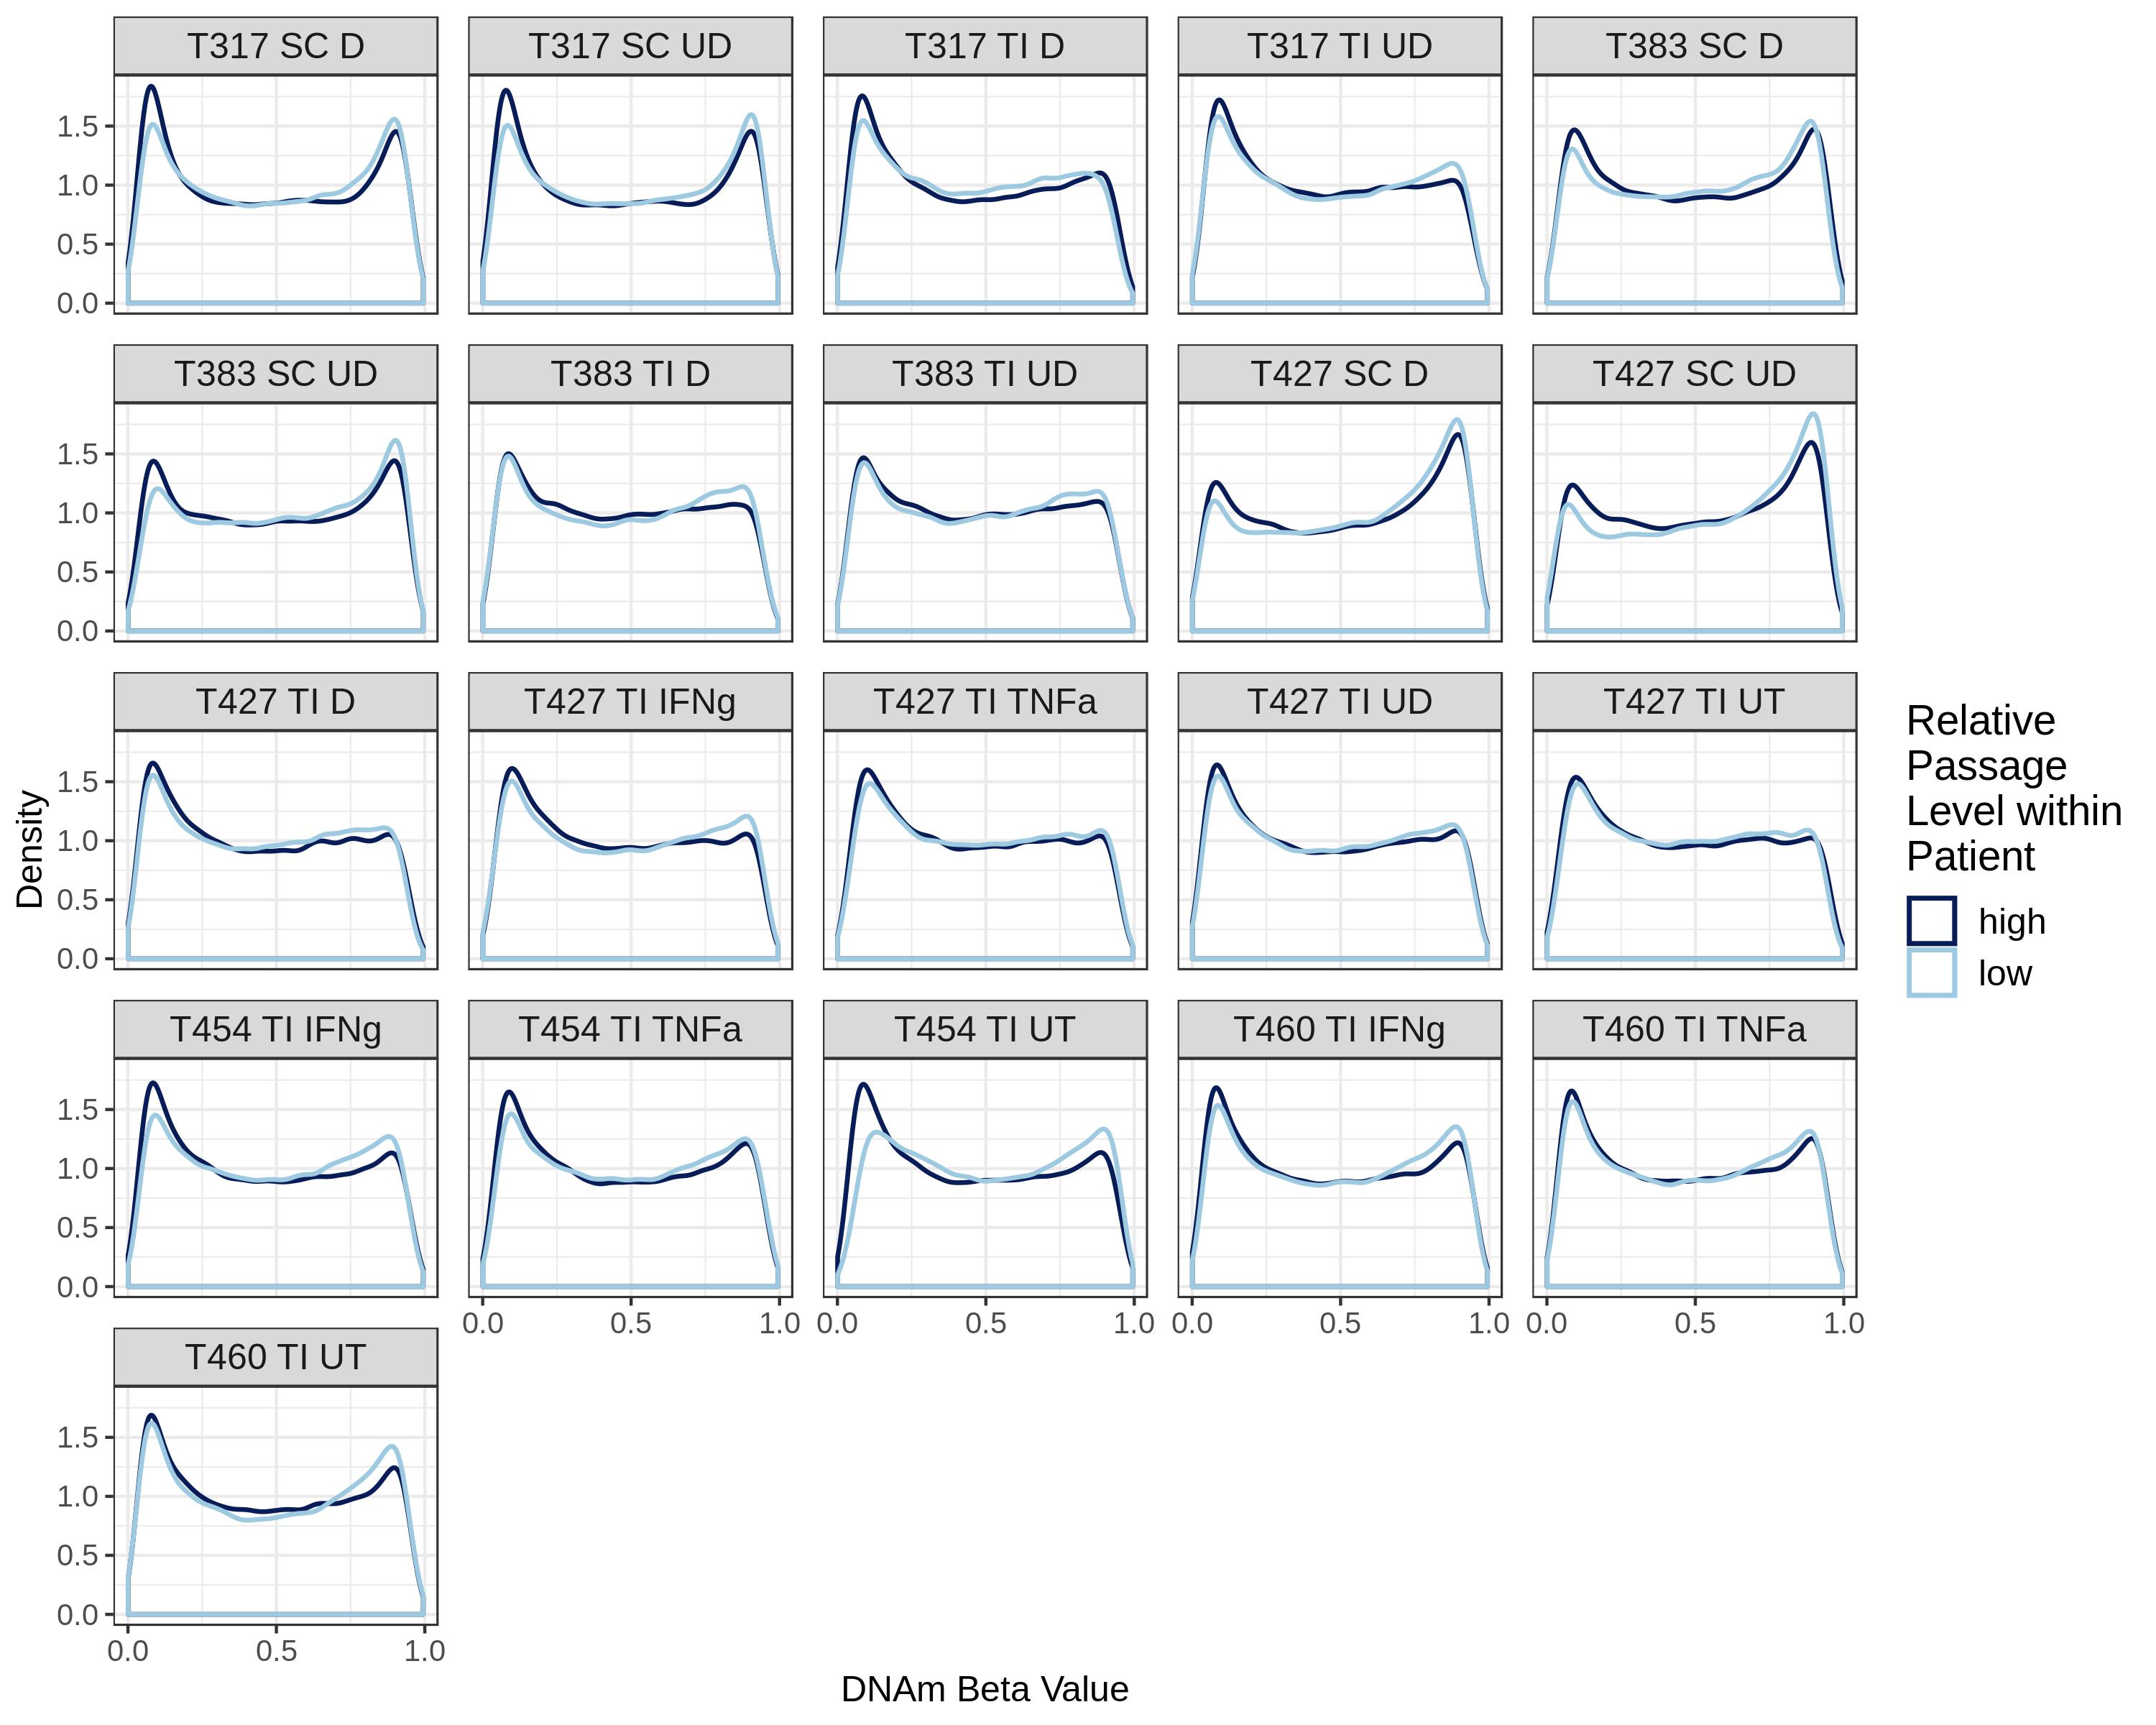 T317 SC D
T317 SC UD
T317 TI D
T317 TI UD
T383 SC D
1.5
1.0
0.5
0.0
T383 SC UD
T383 TI D
T383 TI UD
T427 SC D
T427 SC UD
1.5
1.0
0.5
0.0
T427 TI D
T427 TI IFNg
T427 TI TNFa
T427 TI UD
T427 TI UT
1.5
1.0
0.5
0.0
Density
Relative
Passage
Level within
Patient
high
low
T454 TI IFNg
T454 TI TNFa
T454 TI UT
T460 TI IFNg
T460 TI TNFa
1.5
1.0
0.5
0.0
0.0 0.5 1.0
0.0 0.5 1.0
0.0 0.5 1.0
0.0 0.5 1.0
T460 TI UT
1.5
1.0
0.5
0.0
0.0 0.5 1.0
DNAm Beta Value